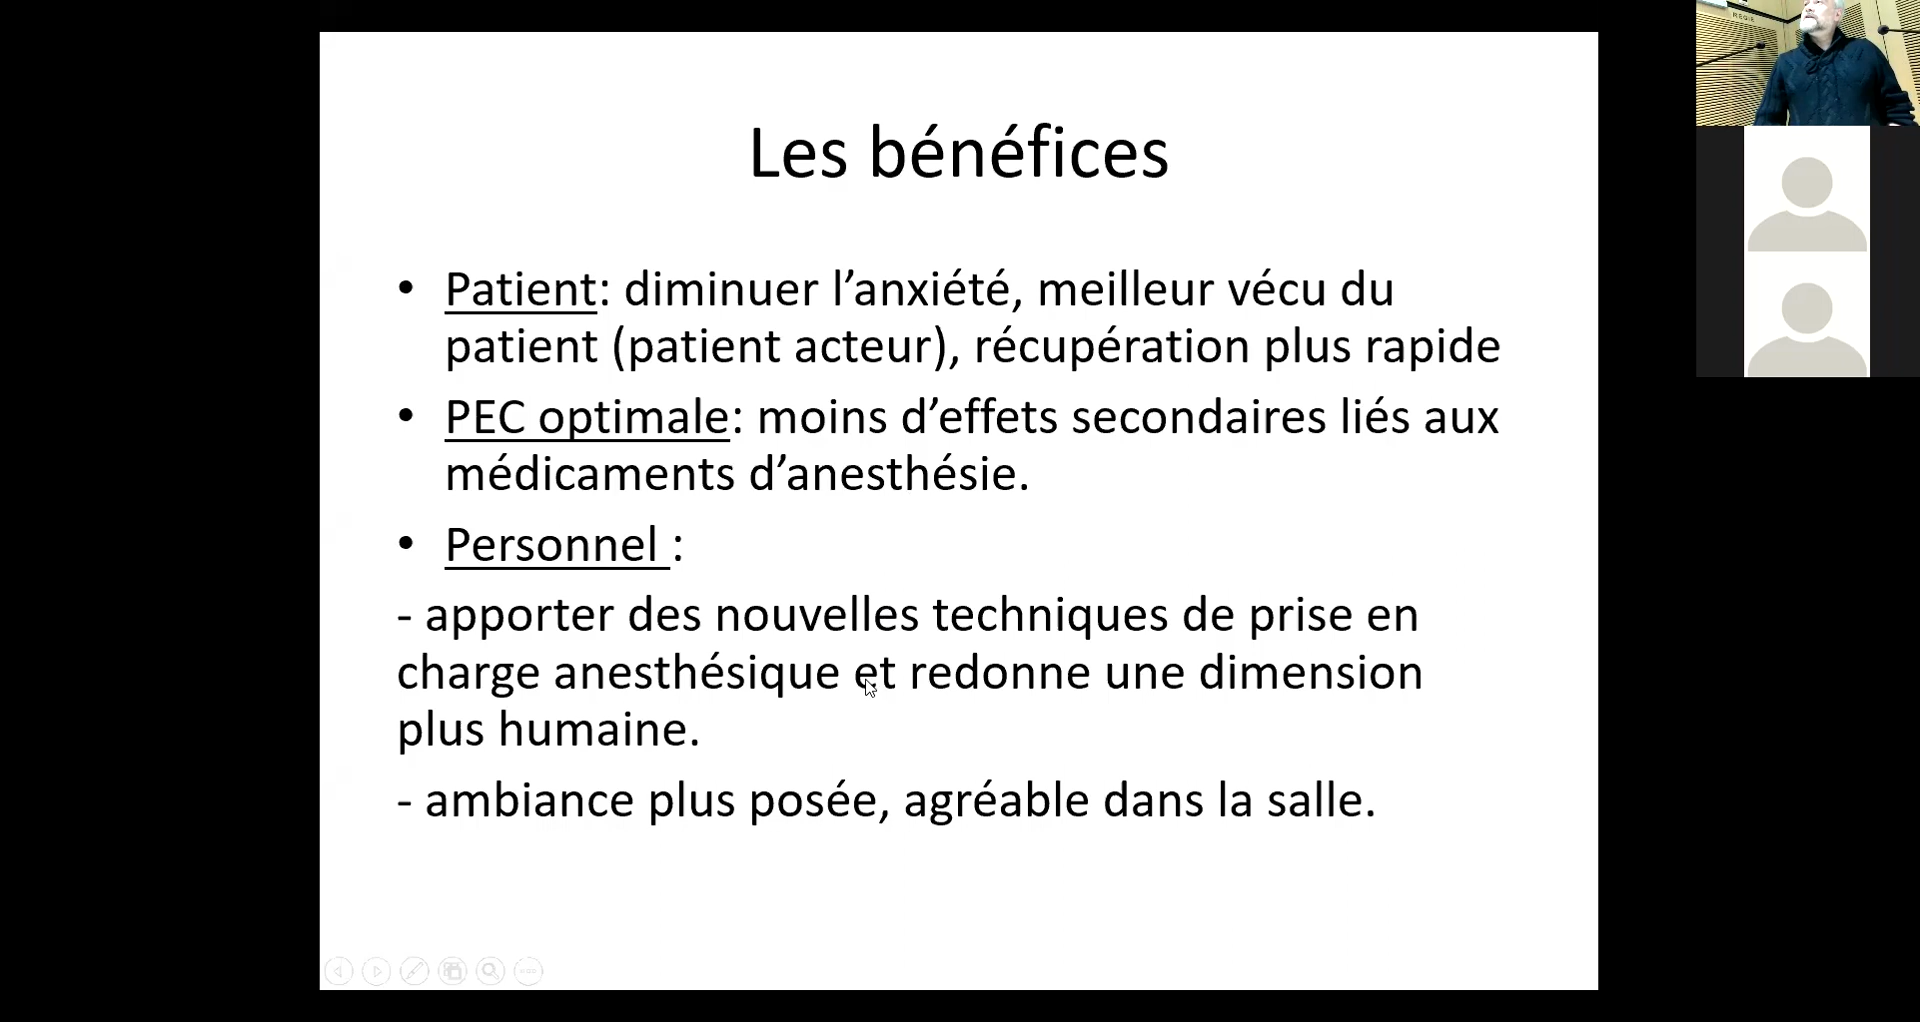 Les bénéfices
• Patient: diminuer l’anxiété, meilleur vécu du
patient (patient acteur), récupération plus rapide
• PEC optimale: moins d’effets secondaires liés aux
médicaments d’anesthésie.
• Personnel :
- apporter des nouvelles techniques de prise en
charge anesthésique et redonne une dimension
plus humaine.
- ambiance plus posée, agréable dans la salle.
REGIE